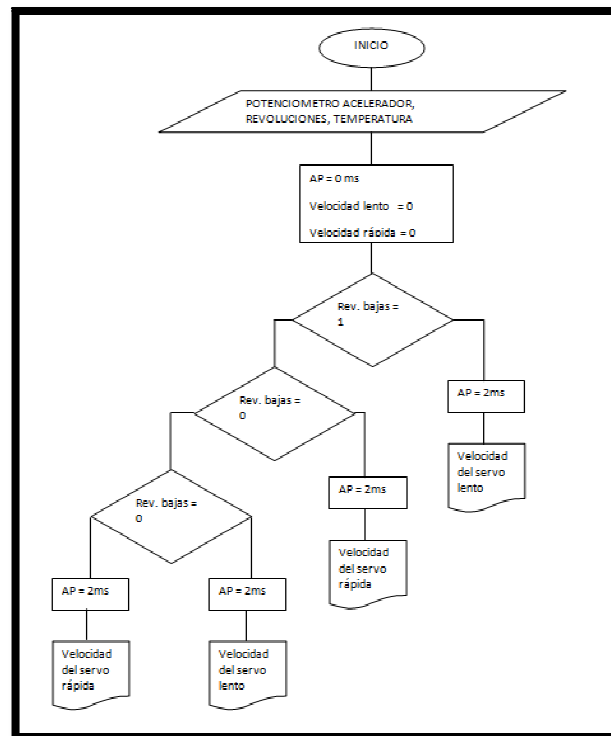 INICIO
POTENCIOMETRO ACELERADOR,
REVOLUCIONES, TEMPERATURA
AP = 0 ms
Velocidad lento = 0
Velocidad rápida = 0
Rev. bajas =
1
AP = 2ms
Velocidad
del servo
lento
Rev. bajas =
0
AP = 2ms
Velocidad
del servo
rápida
Rev. bajas =
0
AP = 2ms
Velocidad
del servo
rápida
AP = 2ms
Velocidad
del servo
lento